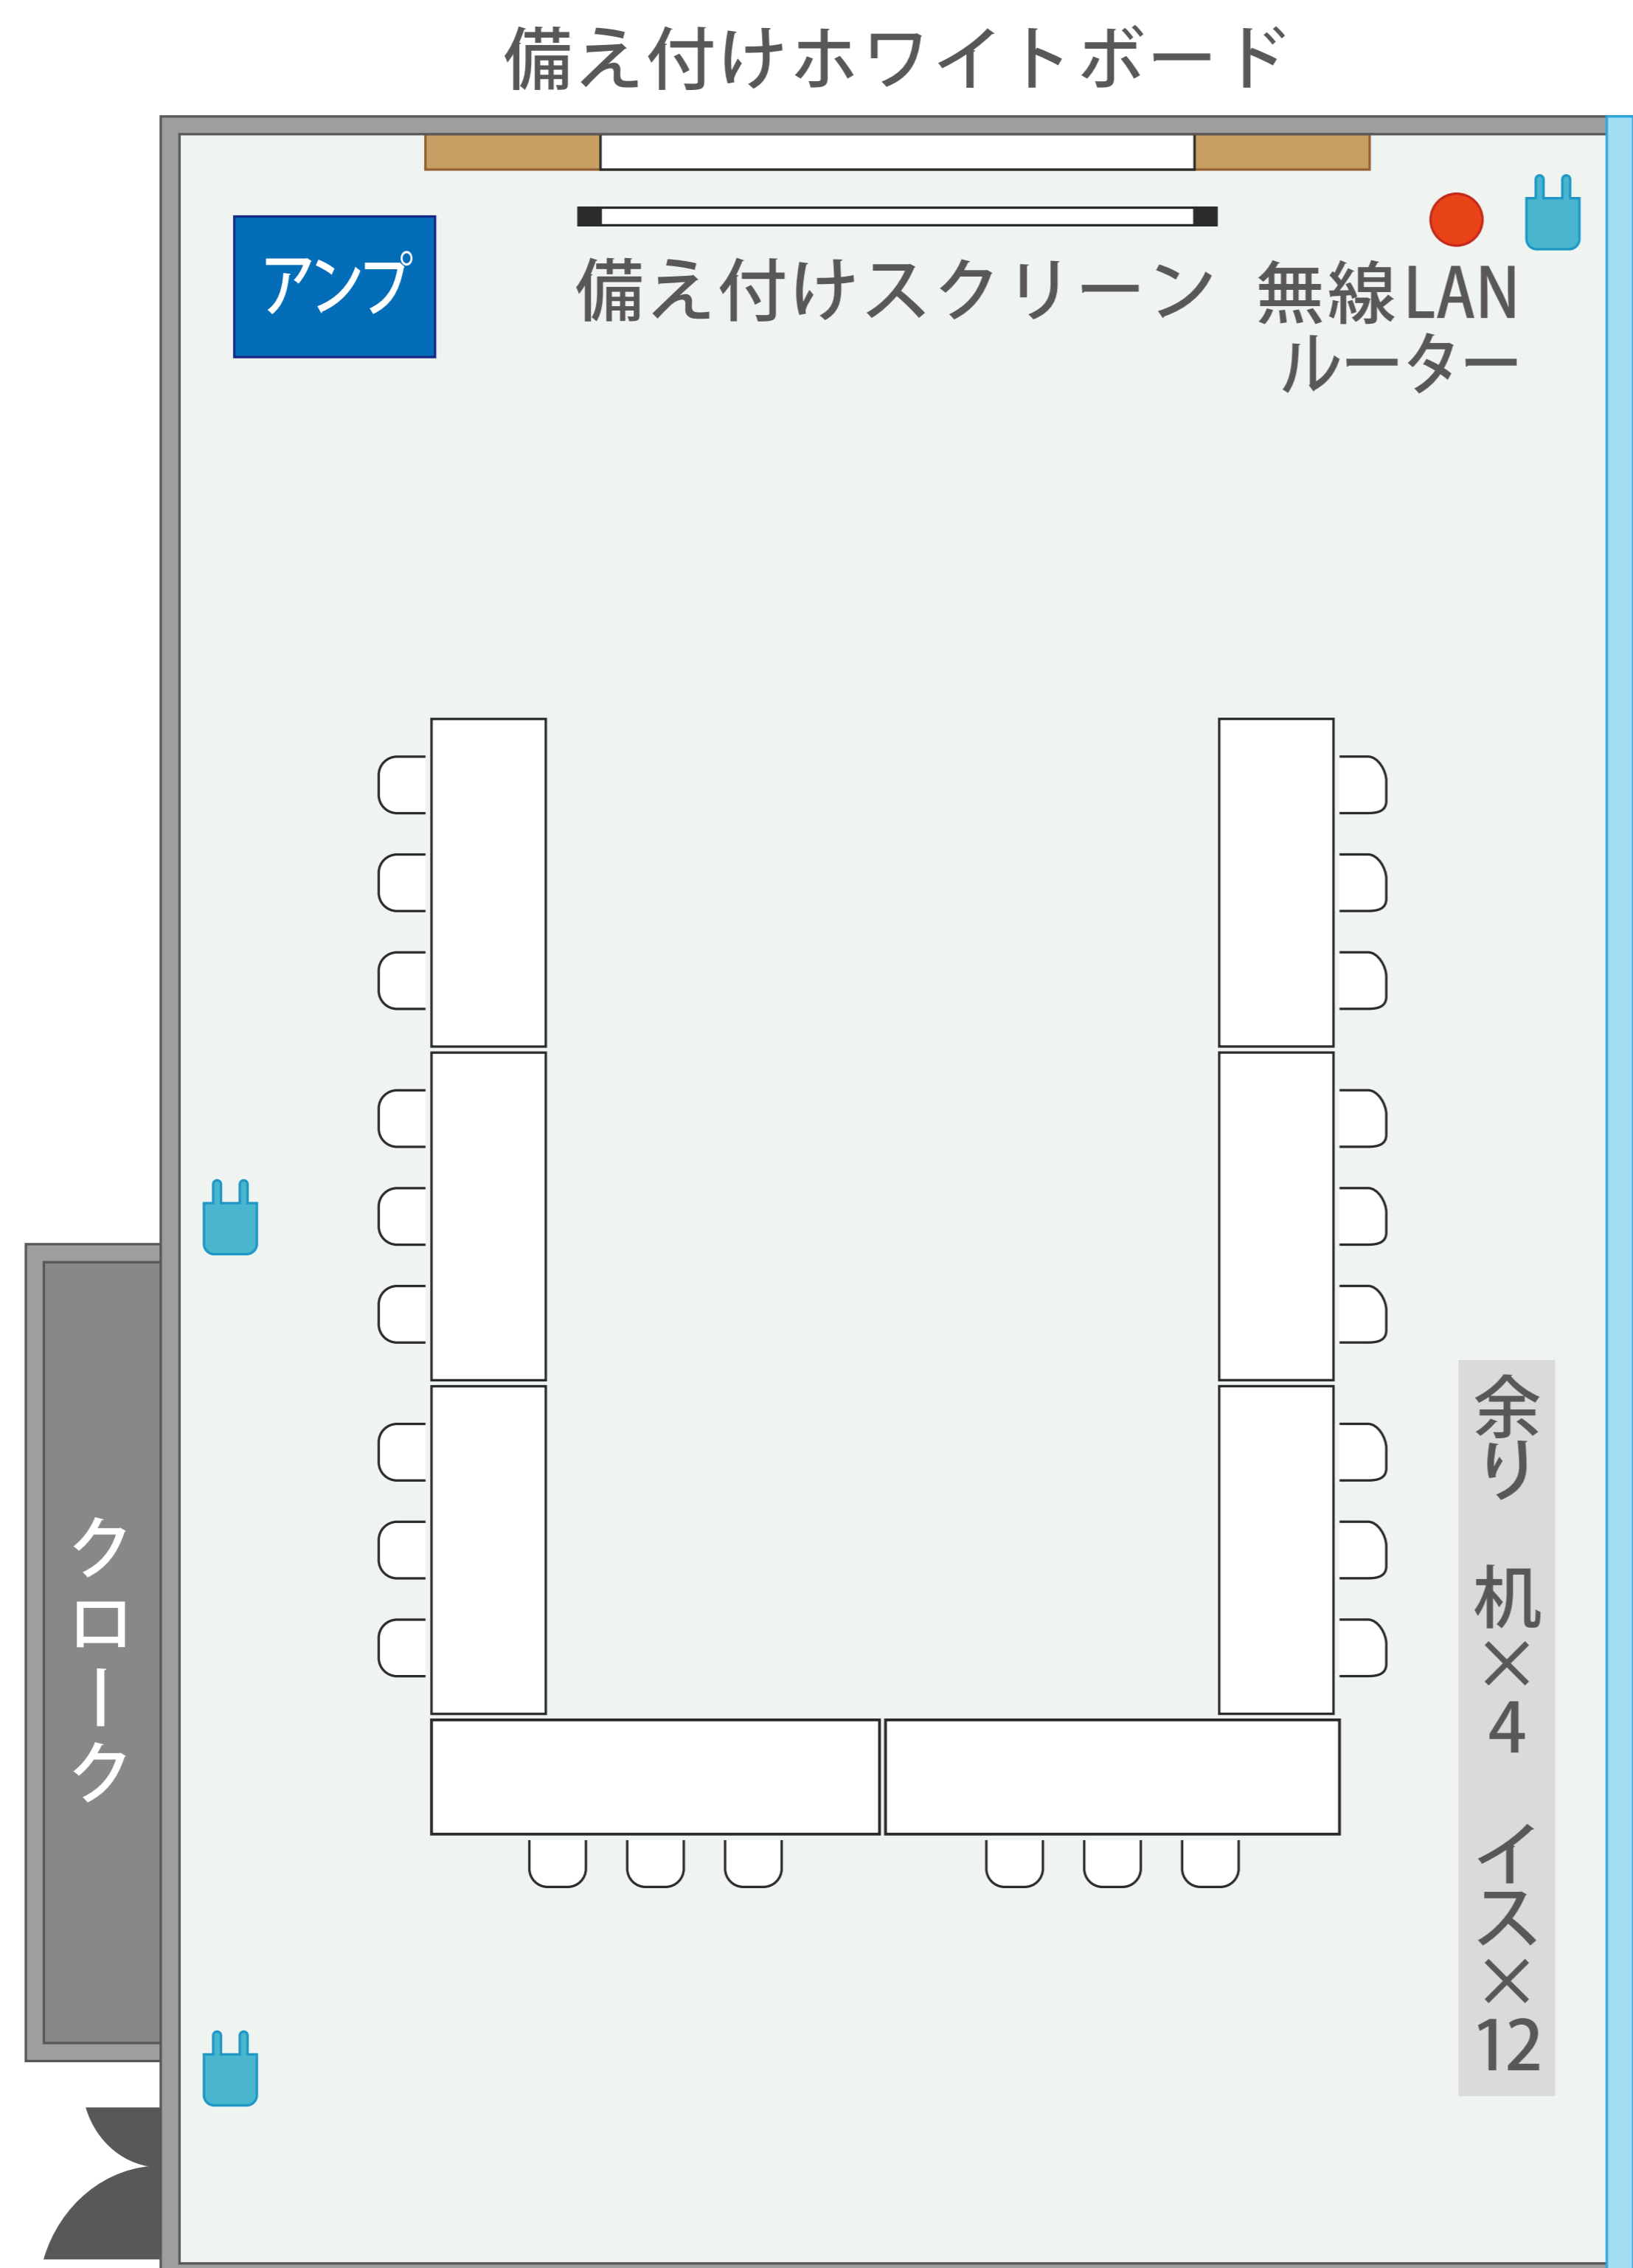 備え付けホワイトボード
アンプ
備え付けスクリーン
無線LAN
ルーター
クローク
余り 机×4 イス×12